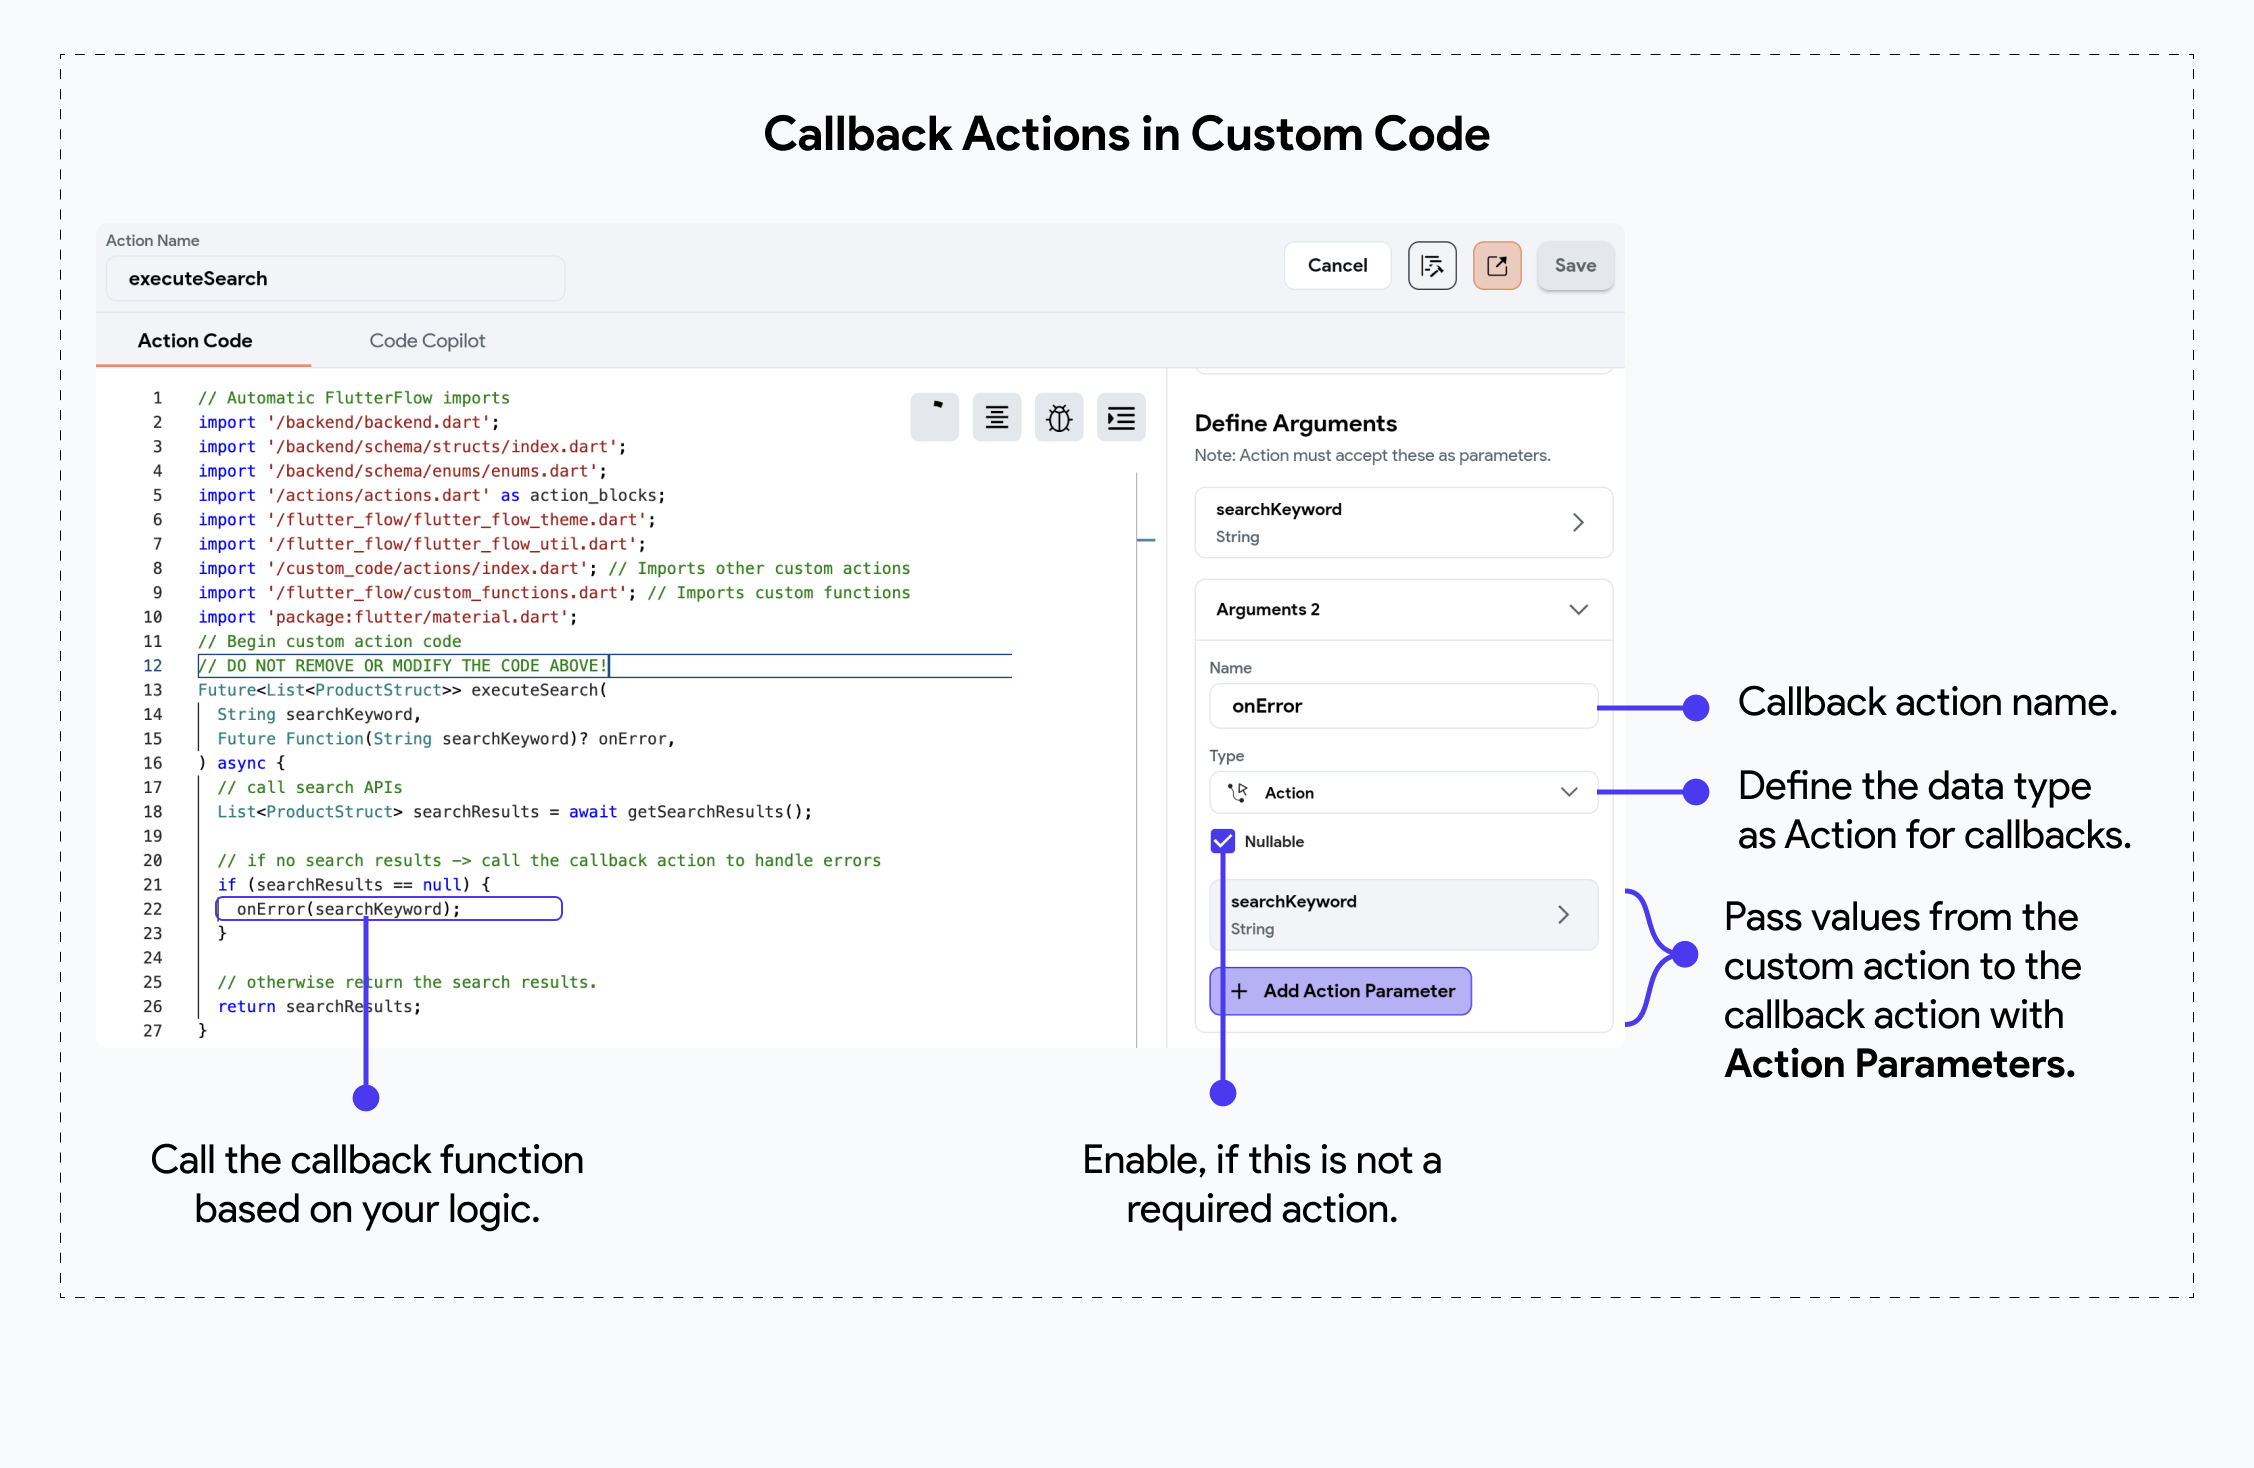 Callback Actions in Custom Code
Action Name
executeSearch
Cancel
Save
Action Code
Code Copilot
1 // Automatic FlutterFlow imports
2 import '/backend/backend.dart';
3 import '/backend/schema/structs/index.dart';
4 import '/backend/schema/enums/enums.dart';
5 import '/actions/actions.dart' as action_blocks;
6 import '/flutter_flow/flutter_flow_theme.dart';
7 import '/flutter_flow/flutter_flow_util.dart';
8 import '/custom_code/actions/index.dart'; // Imports other custom actions
9 import '/flutter_flow/custom_functions.dart'; // Imports custom functions
10 import 'package:flutter/material.dart';
11 // Begin custom action code
12 // DO NOT REMOVE OR MODIFY THE CODE ABOVE!
13 Future<List<ProductStruct>> executeSearch(
14 String searchKeyword,
15 Future Function(String searchKeyword)? onError,
16 ) async {
17 // call search APIs
18 List<ProductStruct> searchResults = await getSearchResults();
19
20 // if no search results -> call the callback action to handle errors
21 if (searchResults == null) {
22 onError(searchKeyword);
23 }
24
25 // otherwise return the search results.
26 return searchResults;
27 }
Define Arguments
Note: Action must accept these as parameters.
searchKeyword
String
Arguments 2
Name
onError
Type
Action
Nullable
searchKeyword
String
+ Add Action Parameter
Callback action name.
Define the data type
as Action for callbacks.
Pass values from the
custom action to the
callback action with
Action Parameters.
Call the callback function
based on your logic.
Enable, if this is not a
required action.